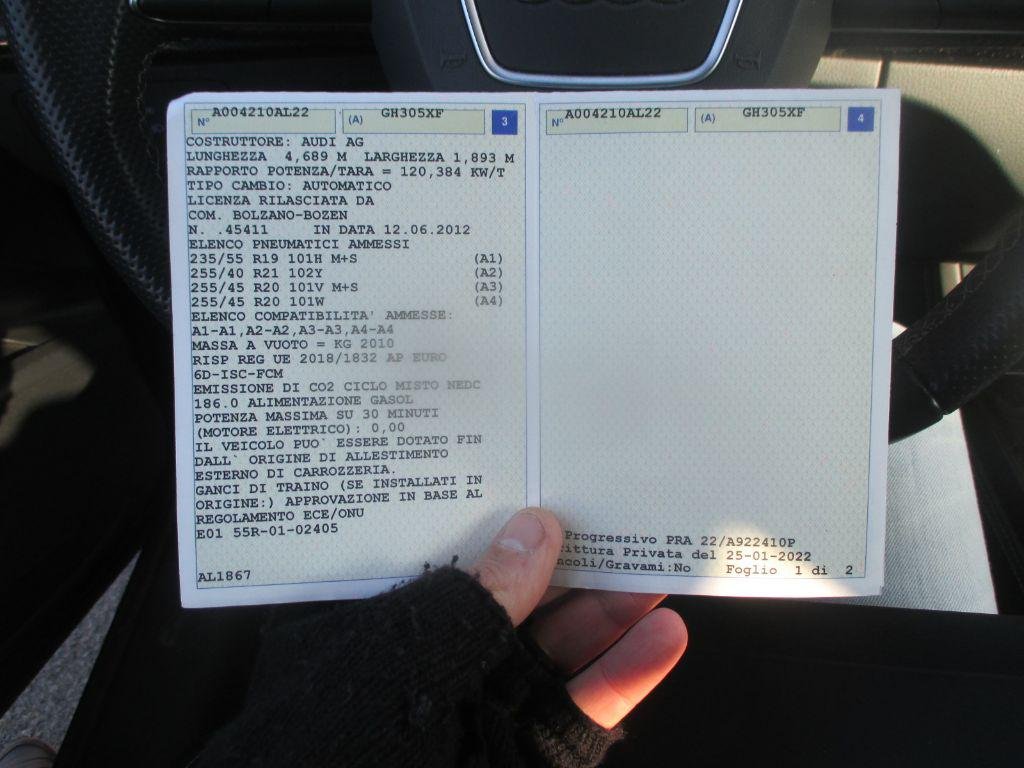 N° A004210AL22 (A) GH305XF 3
COSTRUTTORE: AUDI AG
LUNGHEZZA 4,689 M LARGHEZZA 1,893 M
RAPPORTO POTENZA/TARA = 120,384 KW/T
TIPO CAMBIO: AUTOMATICO
LICENZA RILASCIATA DA
COM. BOLZANO-BOZEN
N. .45411 IN DATA 12.06.2012
ELENCO PNEUMATICI AMMESSI
235/55 R19 101H M+S (A1)
255/40 R21 102Y (A2)
255/45 R20 101V M+S (A3)
255/45 R20 101W (A4)
ELENCO COMPATIBILITA' AMMESSE:
A1-A1,A2-A2,A3-A3,A4-A4
MASSA A VUOTO = KG 2010
RISP REG UE 2018/1832 AP EURO
6D-ISC-FCM
EMISSIONE DI CO2 CICLO MISTO NEDC
186.0 ALIMENTAZIONE GASOL
POTENZA MASSIMA SU 30 MINUTI
(MOTORE ELETTRICO): 0,00
IL VEICOLO PUO` ESSERE DOTATO FIN
DALL` ORIGINE DI ALLESTIMENTO
ESTERNO DI CARROZZERIA.
GANCI DI TRAINO (SE INSTALLATI IN
ORIGINE:) APPROVAZIONE IN BASE AL
REGOLAMENTO ECE/ONU
E01 55R-01-02405
AL1867
N° A004210AL22 (A) GH305XF 4
Progressivo PRA 22/A922410P
ittura Privata del 25-01-2022
ncoli/Gravami:No Foglio 1 di 2